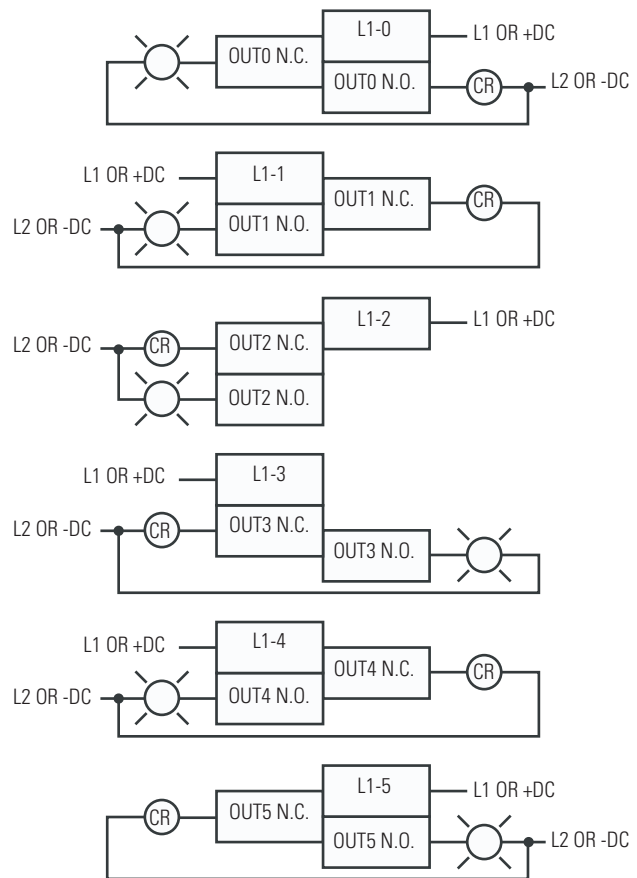 L1-0
L1 OR +DC
OUT0 N.C.
OUT0 N.O.
CR
L2 OR -DC
L1 OR +DC
L1-1
OUT1 N.C.
CR
L2 OR -DC
OUT1 N.O.
L1-2
L1 OR +DC
L2 OR -DC
CR
OUT2 N.C.
OUT2 N.O.
L1 OR +DC
L1-3
L2 OR -DC
CR
OUT3 N.C.
OUT3 N.O.
L1 OR +DC
L1-4
OUT4 N.C.
CR
L2 OR -DC
OUT4 N.O.
L1-5
L1 OR +DC
CR
OUT5 N.C.
OUT5 N.O.
L2 OR -DC